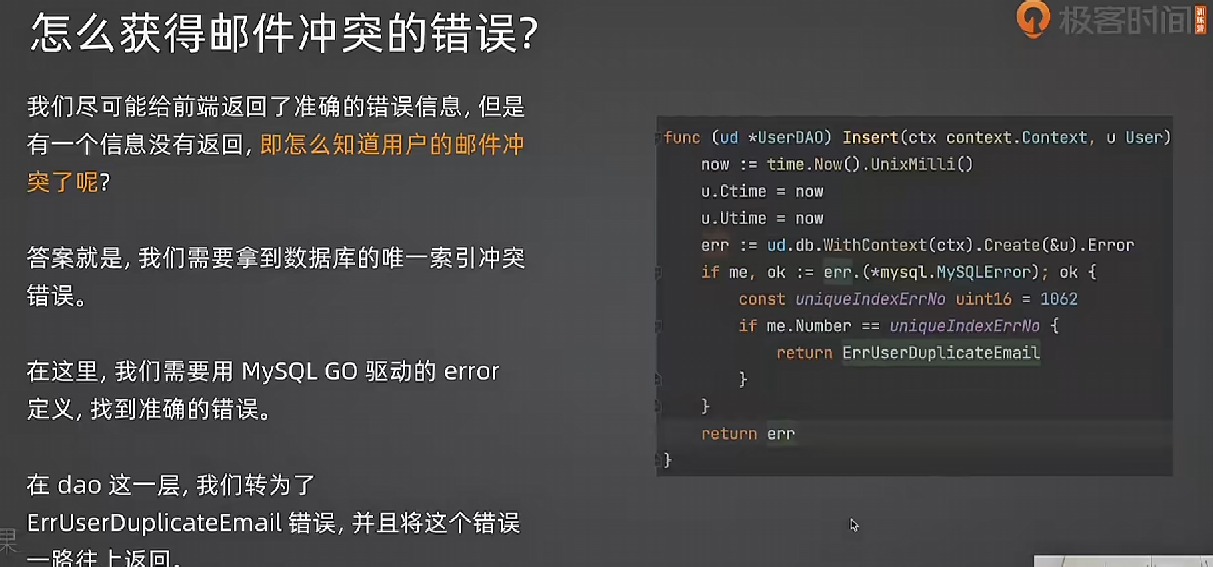 怎么获得邮件冲突的错误?
极客时间
训练营
我们尽可能给前端返回了准确的错误信息, 但是
有一个信息没有返回, 即怎么知道用户的邮件冲
突了呢?
答案就是, 我们需要拿到数据库的唯一索引冲突
错误。
在这里, 我们需要用 MySQL GO 驱动的 error
定义, 找到准确的错误。
在 dao 这一层, 我们转为了
ErrUserDuplicateEmail 错误, 并且将这个错误
一路往上返回。
果
func (ud *UserDAO) Insert(ctx context.Context, u User)
now := time.Now().UnixMilli()
u.Ctime = now
u.Utime = now
err := ud.db.WithContext(ctx).Create(&u).Error
if me, ok := err.(*mysql.MySQLError); ok {
const uniqueIndexErrNo uint16 = 1062
if me.Number == uniqueIndexErrNo {
return ErrUserDuplicateEmail
}
}
return err
}